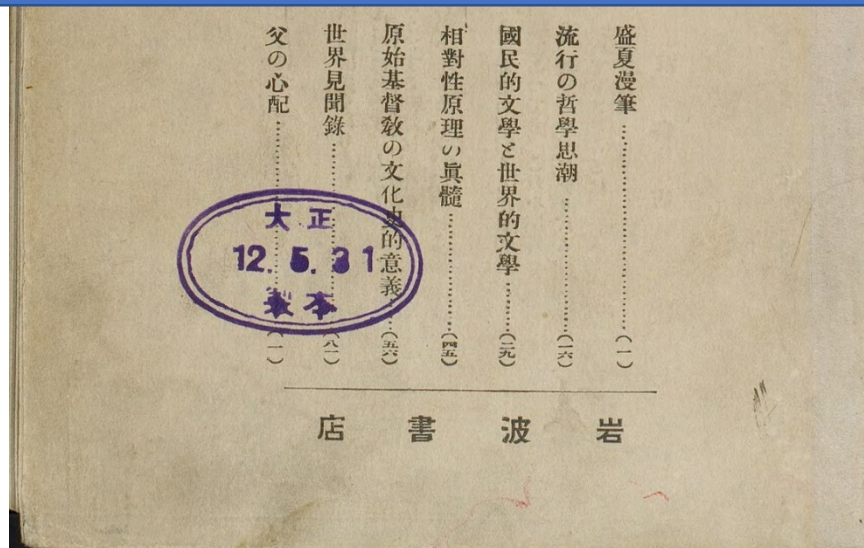 盛夏漫筆……(一)
流行の哲學思潮……(一六)
國民的文學と世界的文學……(二九)
相對性原理の眞髓……(四五)
原始基督教の文化史的意義……(五六)
世界見聞錄……(八一)
父の心配……(一)
大正
12. 5. 31
製本
岩波書店